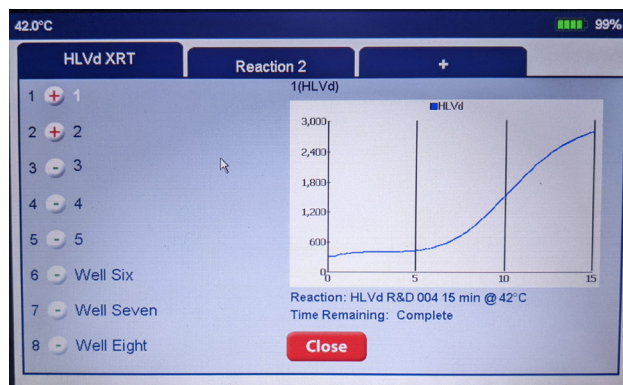 42.0°C
99%
HLVd XRT
Reaction 2
+
1 + 1
2 + 2
3 - 3
4 - 4
5 - 5
6 - Well Six
7 - Well Seven
8 - Well Eight
1(HLVd)
HLVd
3,000
2,400
1,800
1,200
600
0
0 5 10 15
Reaction: HLVd R&D 004 15 min @ 42°C
Time Remaining: Complete
Close